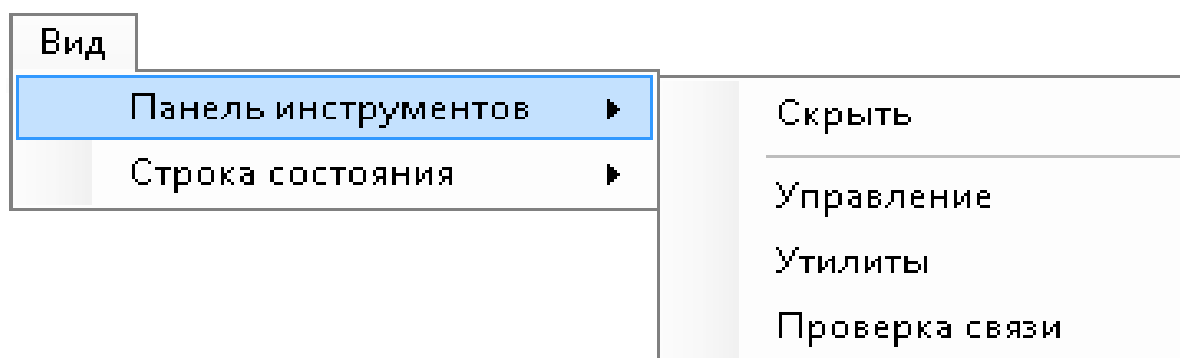 Вид
Панель инструментов
Строка состояния
Скрыть
Управление
Утилиты
Проверка связи